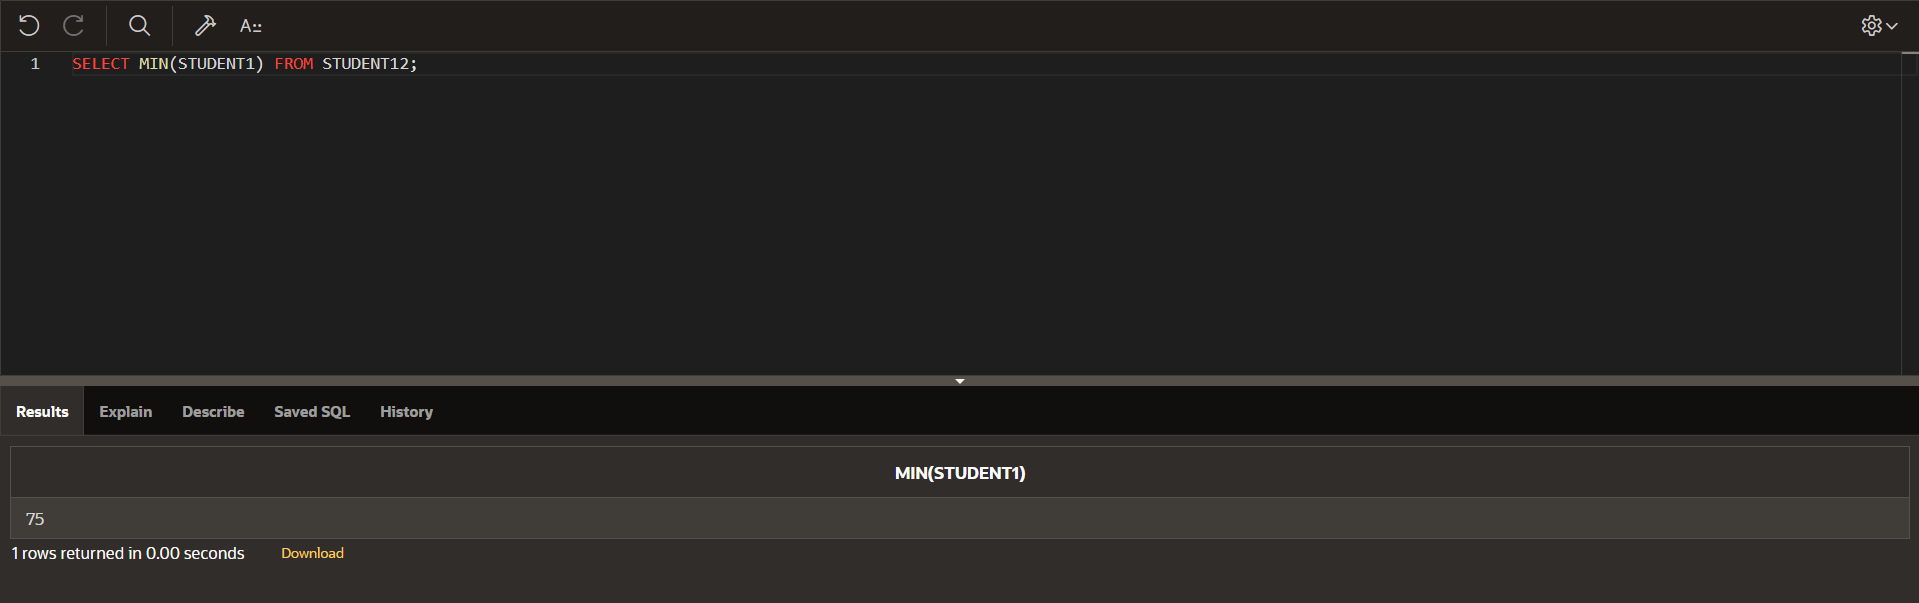 A
1 SELECT MIN(STUDENT1) FROM STUDENT12;
Results Explain Describe Saved SQL History
MIN(STUDENT1)
75
1 rows returned in 0.00 seconds Download